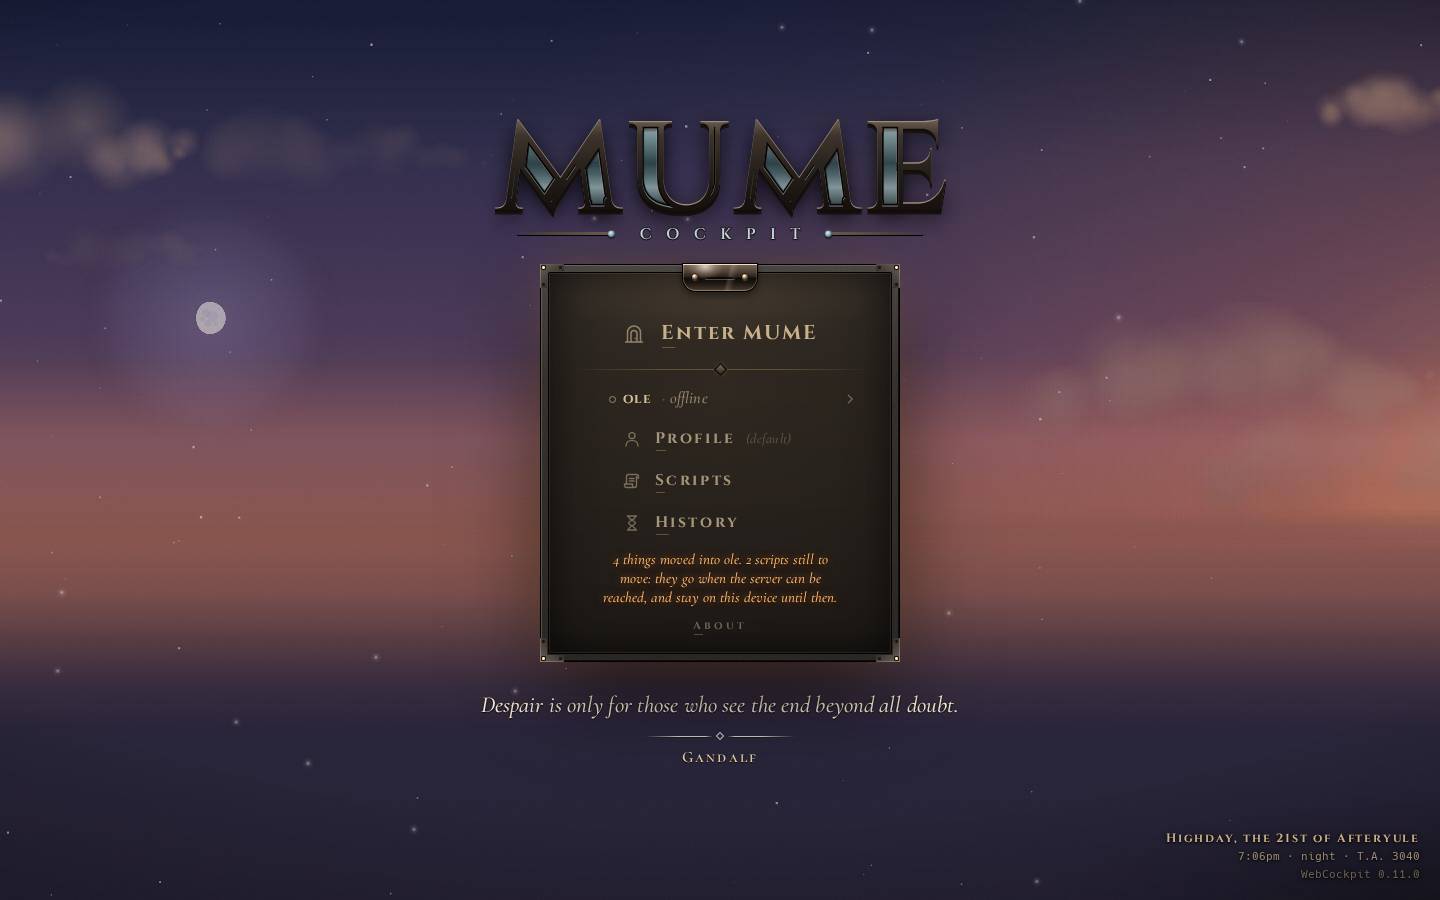 MUME
COCKPIT
Enter MUME
OLE · offline
Profile (default)
Scripts
History
4 things moved into ole. 2 scripts still to
move: they go when the server can be
reached, and stay on this device until then.
About
Despair is only for those who see the end beyond all doubt.
Gandalf
Highday, the 21st of Afteryule
7:06pm · night · T.A. 3040
WebCockpit 0.11.0